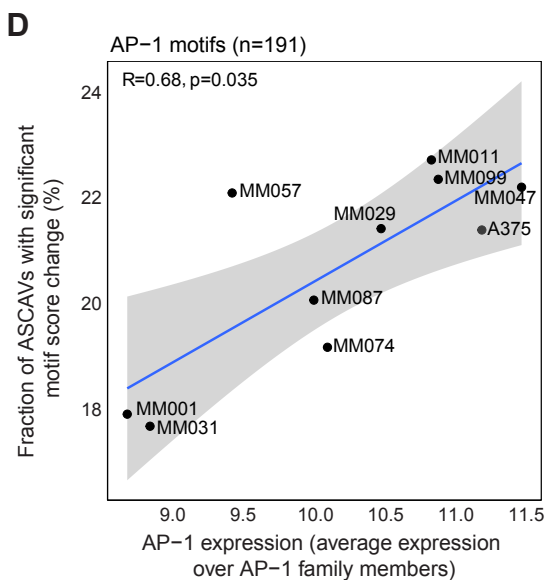 D
AP−1 motifs (n=191)
R=0.68, p=0.035
Fraction of ASCAVs with significant
motif score change (%)
24
22
20
18
MM011
MM099
MM057
MM047
MM029
A375
MM087
MM074
MM001
MM031
9.0 9.5 10.0 10.5 11.0 11.5
AP−1 expression (average expression
over AP−1 family members)